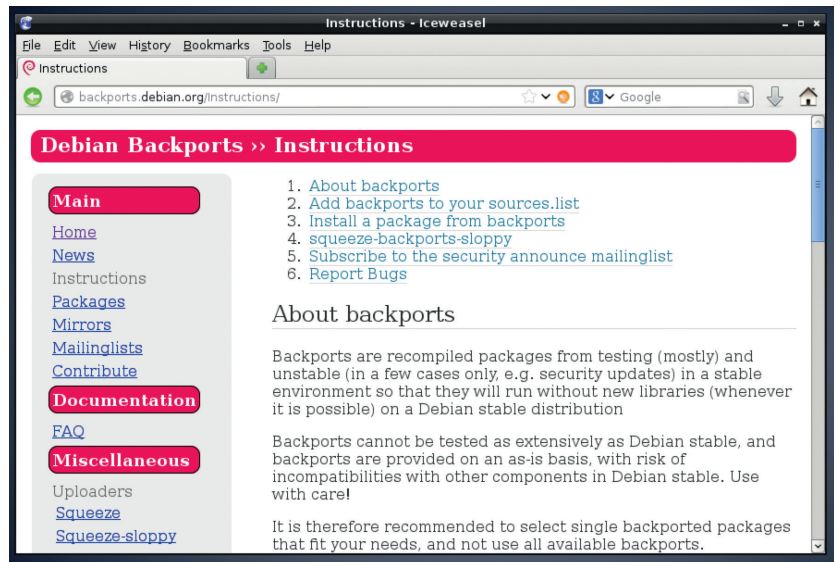 Instructions - Iceweasel
File Edit View History Bookmarks Tools Help
Instructions
backports.debian.org/Instructions/
Google
Debian Backports ›› Instructions
Main
Home
News
Instructions
Packages
Mirrors
Mailinglists
Contribute
Documentation
FAQ
Miscellaneous
Uploaders
Squeeze
Squeeze-sloppy
1. About backports
2. Add backports to your sources.list
3. Install a package from backports
4. squeeze-backports-sloppy
5. Subscribe to the security announce mailinglist
6. Report Bugs
About backports
Backports are recompiled packages from testing (mostly) and
unstable (in a few cases only, e.g. security updates) in a stable
environment so that they will run without new libraries (whenever
it is possible) on a Debian stable distribution
Backports cannot be tested as extensively as Debian stable, and
backports are provided on an as-is basis, with risk of
incompatibilities with other components in Debian stable. Use
with care!
It is therefore recommended to select single backported packages
that fit your needs, and not use all available backports.